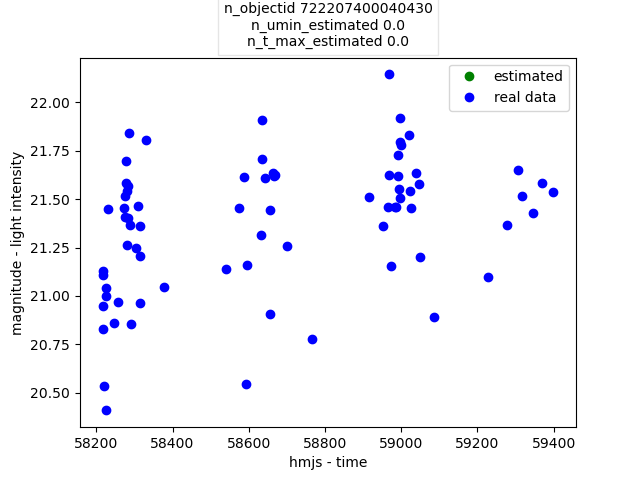 n_objectid 722207400040430
n_umin_estimated 0.0
n_t_max_estimated 0.0
estimated
real data
magnitude - light intensity
22.00
21.75
21.50
21.25
21.00
20.75
20.50
58200 58400 58600 58800 59000 59200 59400
hmjs - time